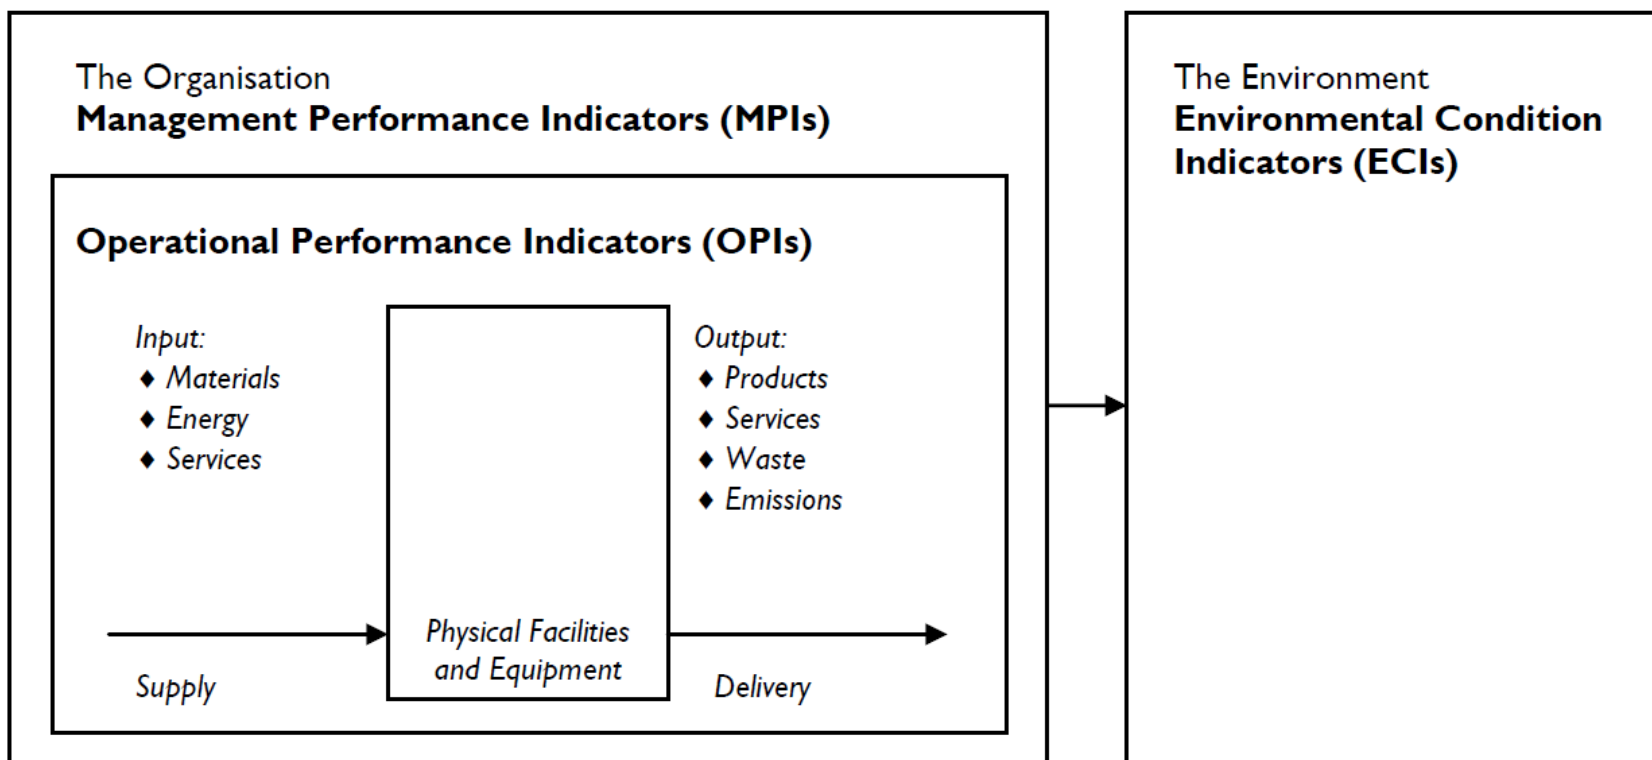 The Organisation
Management Performance Indicators (MPIs)
Operational Performance Indicators (OPIs)
Input:
♦ Materials
♦ Energy
♦ Services
Supply
Physical Facilities
and Equipment
Output:
♦ Products
♦ Services
♦ Waste
♦ Emissions
Delivery
The Environment
Environmental Condition
Indicators (ECIs)